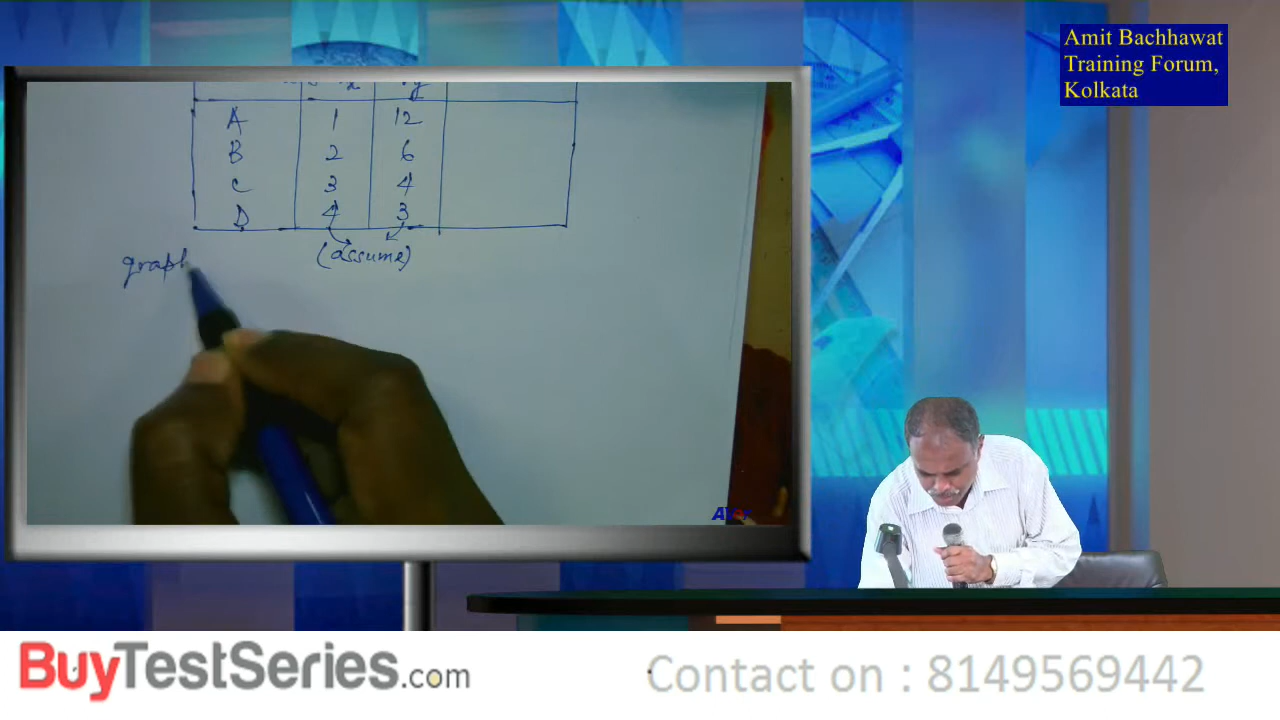 Amit Bachhawat
Training Forum,
Kolkata
A 1 12
B 2 6
C 3 4
D 4 3
(assume)
graph
BuyTestSeries.com
Contact on : 8149569442